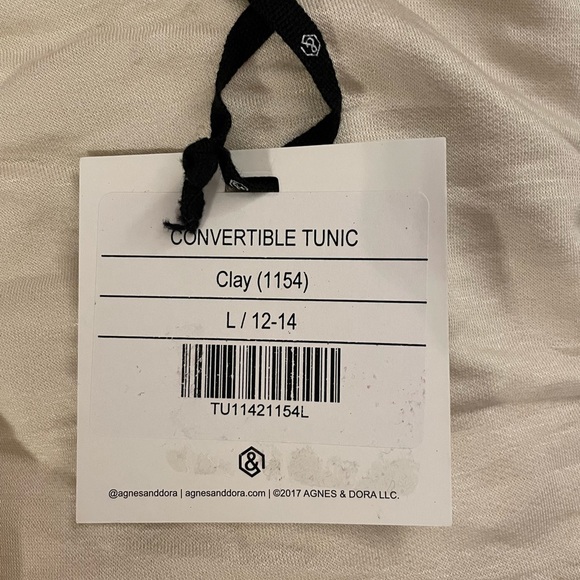 CONVERTIBLE TUNIC
Clay (1154)
L / 12-14
TU11421154L
&
@agnesanddora | agnesanddora.com | ©2017 AGNES & DORA LLC.